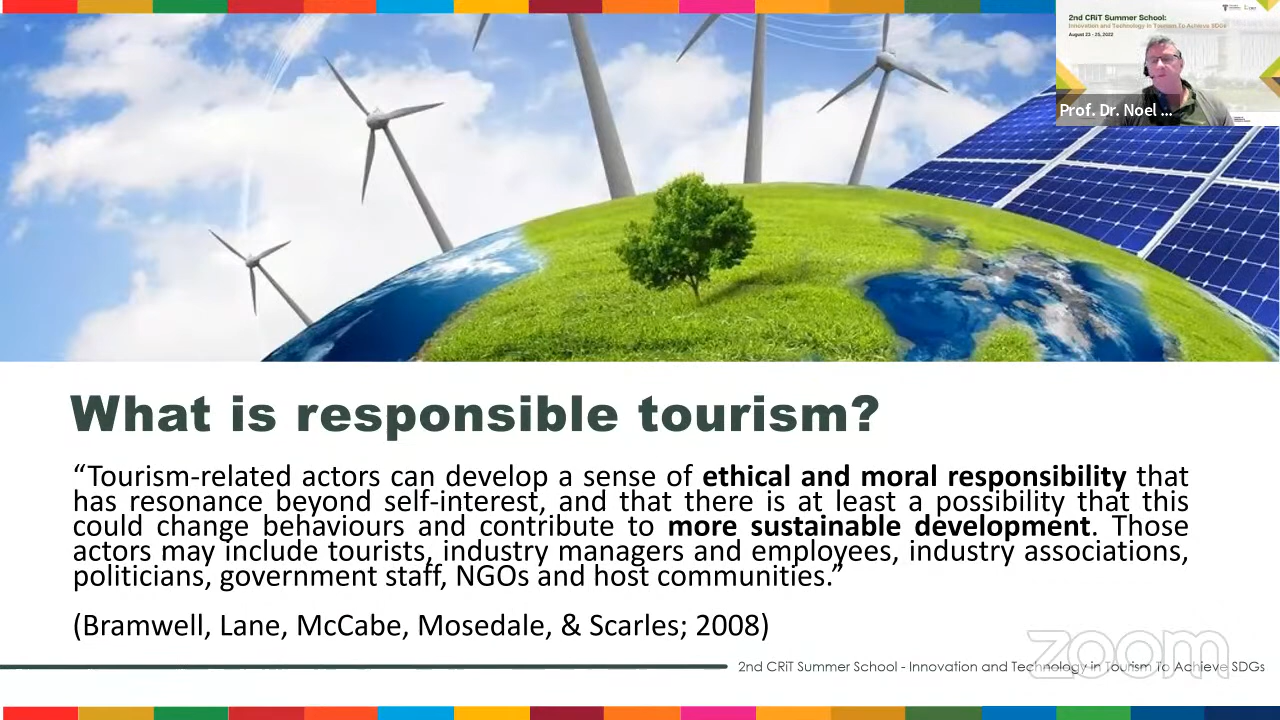 2nd CRiT Summer School:
Innovation and Technology in Tourism To Achieve SDGs
August 23 - 25, 2022
Prof. Dr. Noel ...
What is responsible tourism?
“Tourism-related actors can develop a sense of ethical and moral responsibility that
has resonance beyond self-interest, and that there is at least a possibility that this
could change behaviours and contribute to more sustainable development. Those
actors may include tourists, industry managers and employees, industry associations,
politicians, government staff, NGOs and host communities.”
(Bramwell, Lane, McCabe, Mosedale, & Scarles; 2008)
zoom
2nd CRiT Summer School - Innovation and Technology in Tourism To Achieve SDGs